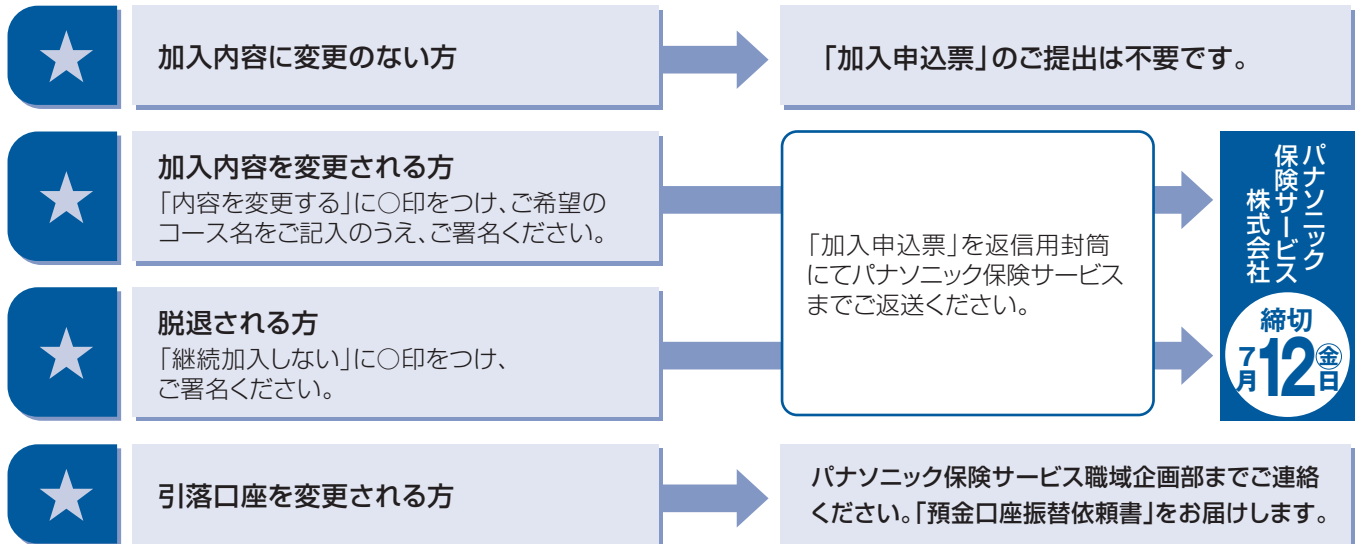 加入内容に変更のない方
「加入申込票」のご提出は不要です。
加入内容を変更される方
「内容を変更する」に○印をつけ、ご希望の
コース名をご記入のうえ、ご署名ください。
脱退される方
「継続加入しない」に○印をつけ、
ご署名ください。
「加入申込票」を返信用封筒
にてパナソニック保険サービス
までご返送ください。
パナソニック
保険サービス
株式会社
締切
7月12日㊎
引落口座を変更される方
パナソニック保険サービス職域企画部までご連絡
ください。「預金口座振替依頼書」をお届けします。